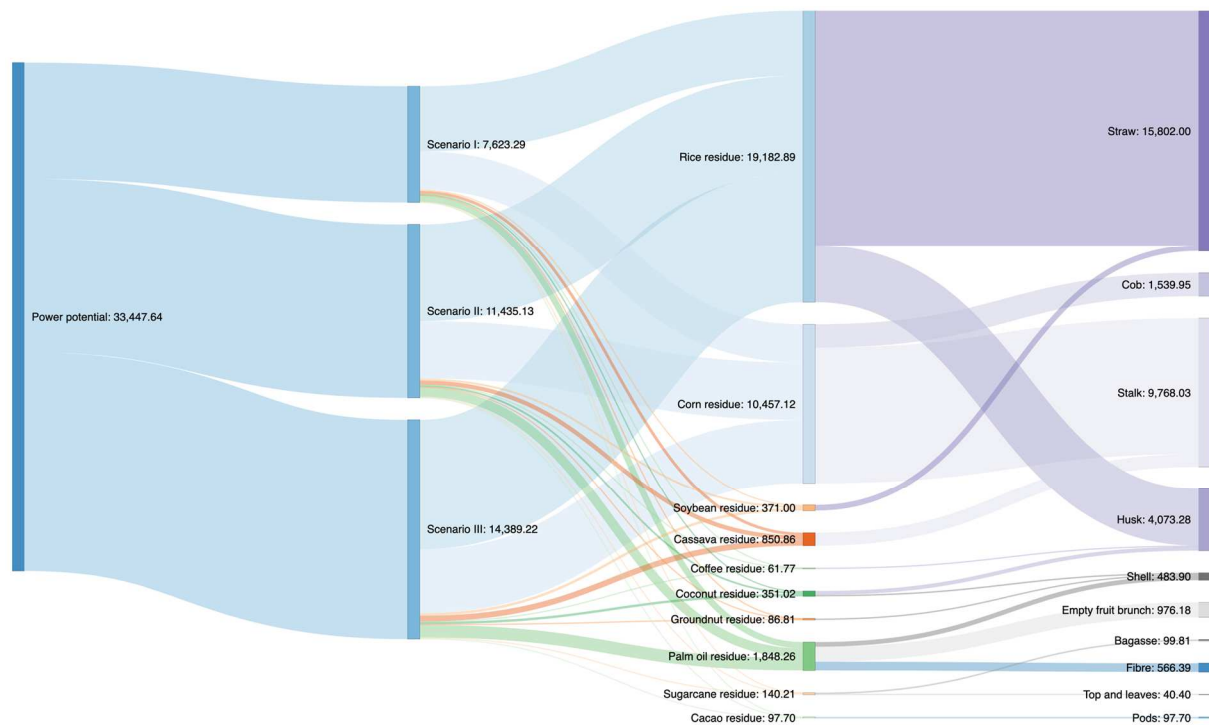 Power potential: 33,447.64
Scenario I: 7,623.29
Scenario II: 11,435.13
Scenario III: 14,389.22
Rice residue: 19,182.89
Corn residue: 10,457.12
Soybean residue: 371.00
Cassava residue: 850.86
Coffee residue: 61.77
Coconut residue: 351.02
Groundnut residue: 86.81
Palm oil residue: 1,848.26
Sugarcane residue: 140.21
Cacao residue: 97.70
Straw: 15,802.00
Cob: 1,539.95
Stalk: 9,768.03
Husk: 4,073.28
Shell: 483.90
Empty fruit brunch: 976.18
Bagasse: 99.81
Fibre: 566.39
Top and leaves: 40.40
Pods: 97.70